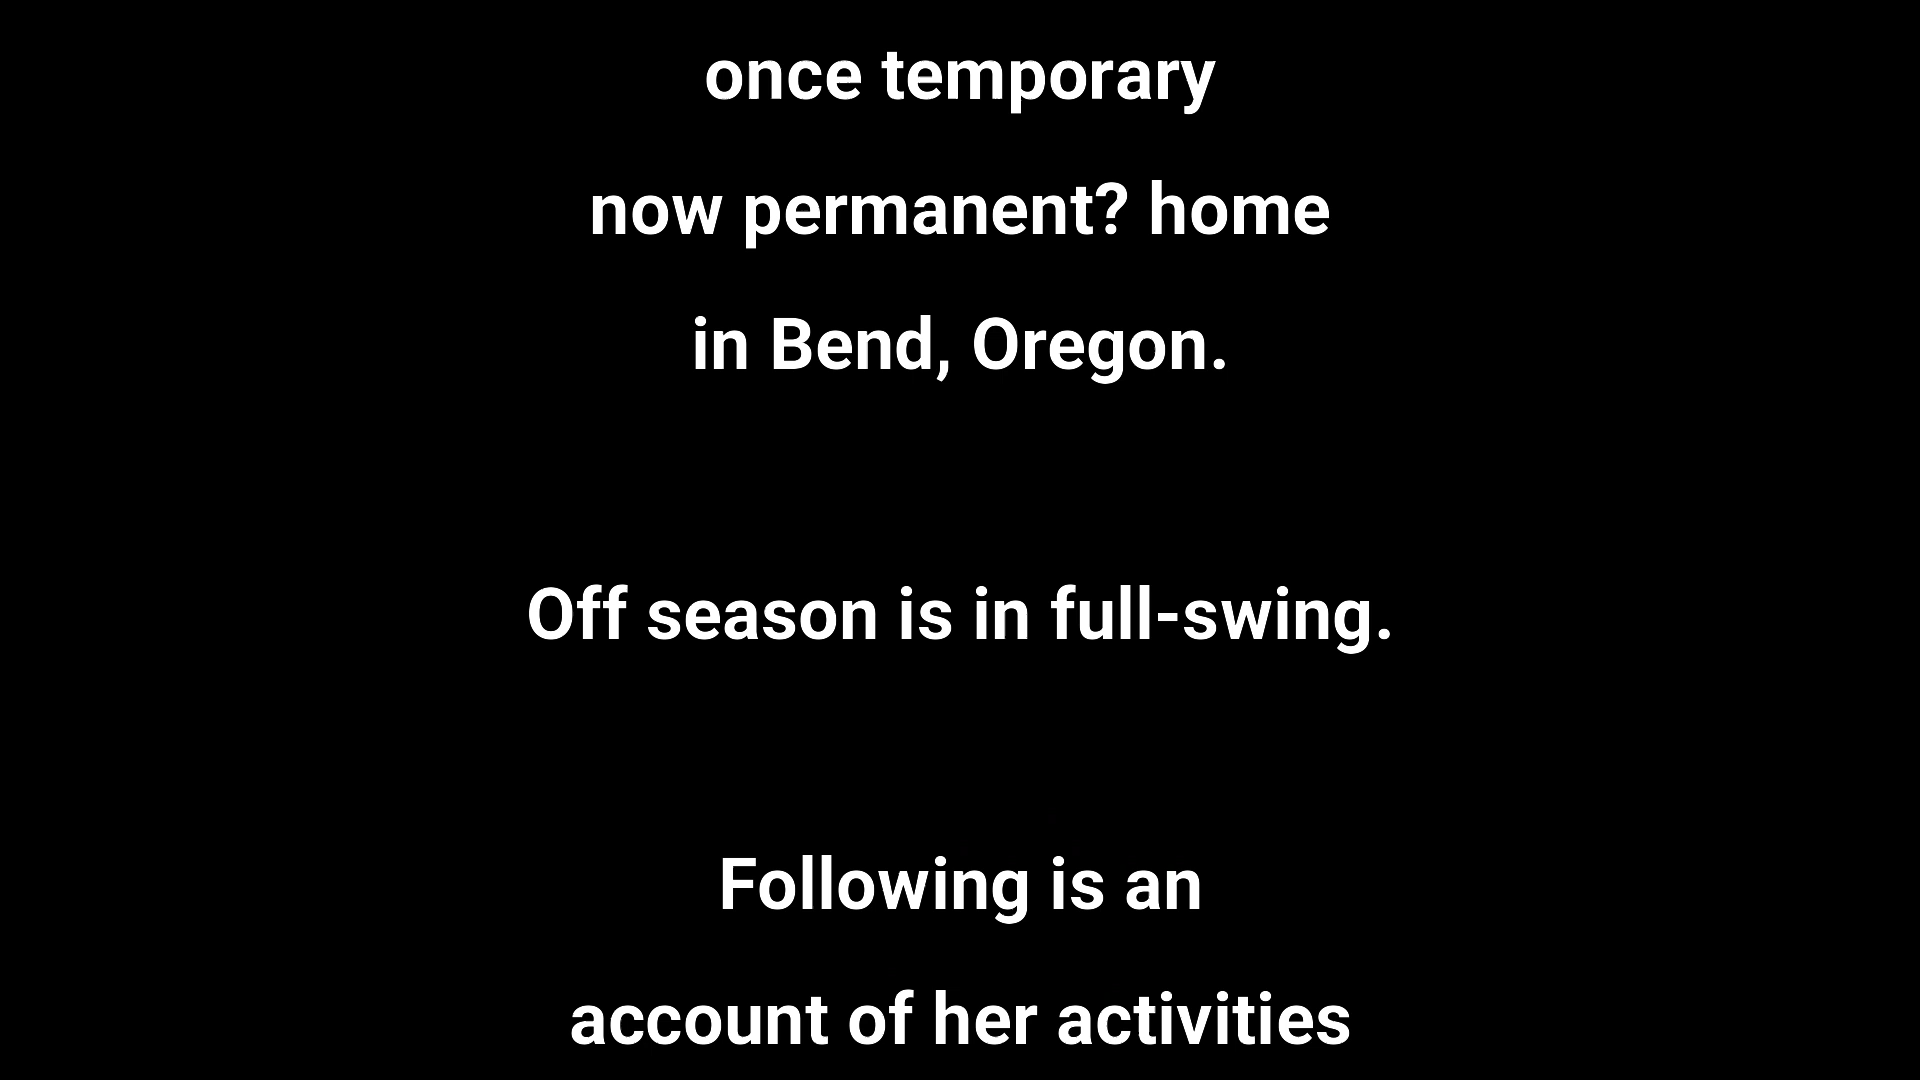 once temporary
now permanent? home
in Bend, Oregon.
Off season is in full-swing.
Following is an
account of her activities